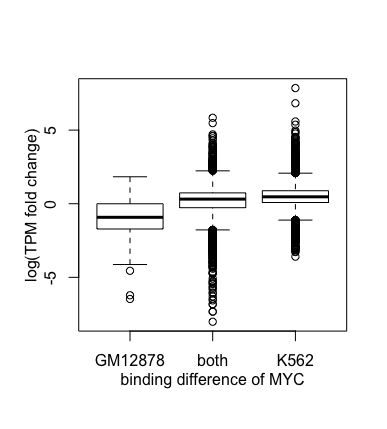 log(TPM fold change)
5
0
-5
GM12878 both K562
binding difference of MYC